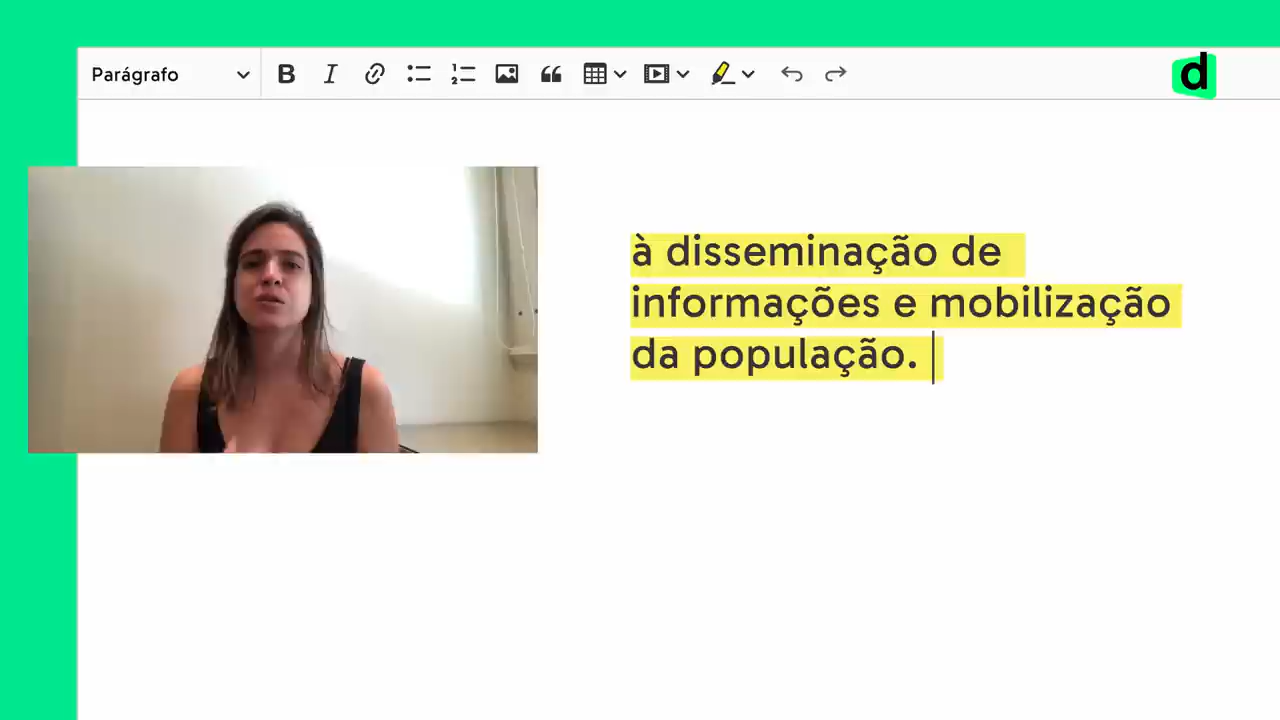 Parágrafo
d
à disseminação de
informações e mobilização
da população.